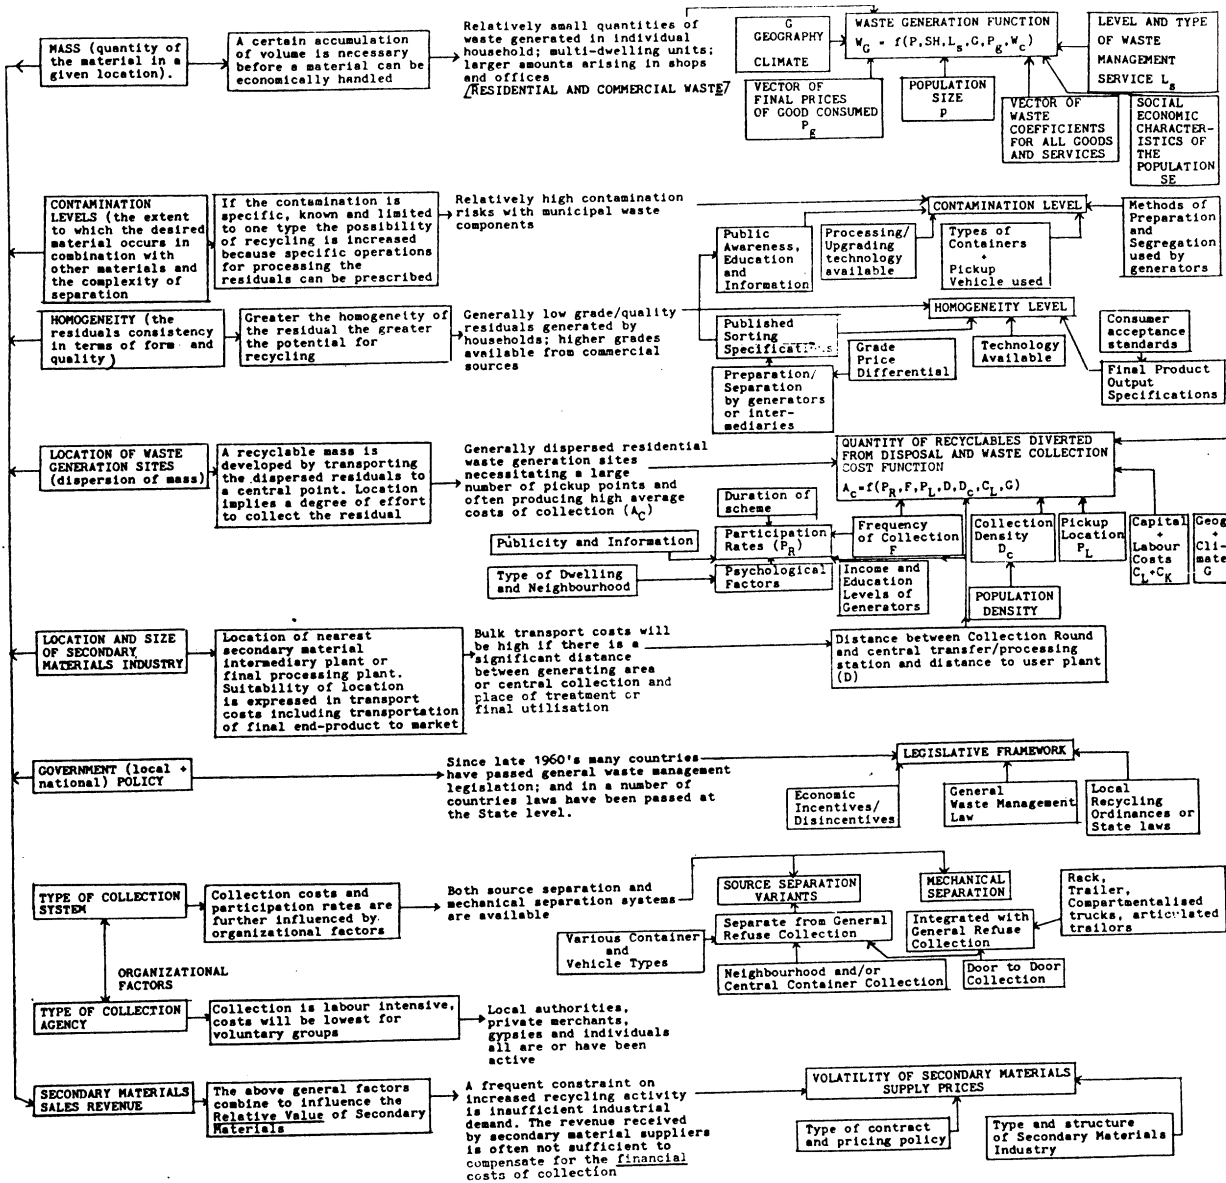 MASS (quantity of
the material in a
given location).
A certain accumulation
of volume is necessary
before a material can be
economically handled
Relatively small quantities of
waste generated in individual
household; multi-dwelling units;
larger amounts arising in shops
and offices
[RESIDENTIAL AND COMMERCIAL WASTE]
G
GEOGRAPHY
CLIMATE
WASTE GENERATION FUNCTION
W_G = f(P,SH,L_s,G,P_g,W_c)
LEVEL AND TYPE
OF WASTE
MANAGEMENT
SERVICE L_s
VECTOR OF
FINAL PRICES
OF GOOD CONSUMED
P_g
POPULATION
SIZE
P
VECTOR OF
WASTE
COEFFICIENTS
FOR ALL GOODS
AND SERVICES
SOCIAL
ECONOMIC
CHARACTER-
ISTICS OF
THE
POPULATION
SE
CONTAMINATION
LEVELS (the extent
to which the desired
material occurs in
combination with
other materials and
the complexity of
separation
If the contamination is
specific, known and limited
to one type the possibility
of recycling is increased
because specific operations
for processing the
residuals can be prescribed
Relatively high contamination
risks with municipal waste
components
CONTAMINATION LEVEL
Public
Awareness,
Education
and
Information
Processing/
Upgrading
technology
available
Types of
Containers
+
Pickup
Vehicle used
Methods of
Preparation
and
Segregation
used by
generators
HOMOGENEITY (the
residuals consistency
in terms of form and
quality)
Greater the homogeneity of
the residual the greater
the potential for
recycling
Generally low grade/quality
residuals generated by
households; higher grades
available from commercial
sources
HOMOGENEITY LEVEL
Published
Sorting
Specifications
Grade
Price
Differential
Technology
Available
Consumer
acceptance
standards
Final Product
Output
Specifications
Preparation/
Separation
by generators
or inter-
mediaries
LOCATION OF WASTE
GENERATION SITES
(dispersion of mass)
A recyclable mass is
developed by transporting
the dispersed residuals to
a central point. Location
implies a degree of effort
to collect the residual
Generally dispersed residential
waste generation sites
necessitating a large
number of pickup points and
often producing high average
costs of collection (A_C)
QUANTITY OF RECYCLABLES DIVERTED
FROM DISPOSAL AND WASTE COLLECTION
COST FUNCTION
A_c=f(P_R,F,P_L,D,D_c,C_L,G)
Duration of
scheme
Publicity and Information
Participation
Rates (P_R)
Frequency
of Collection
F
Collection
Density
D_c
Pickup
Location
P_L
Capital
+
Labour
Costs
C_L+C_K
Geog
+
Cli-
mate
G
Type of Dwelling
and Neighbourhood
Psychological
Factors
Income and
Education
Levels of
Generators
POPULATION
DENSITY
LOCATION AND SIZE
OF SECONDARY
MATERIALS INDUSTRY
Location of nearest
secondary material
intermediary plant or
final processing plant.
Suitability of location
is expressed in transport
costs including transportation
of final end-product to market
Bulk transport costs will
be high if there is a
significant distance
between generating area
or central collection and
place of treatment or
final utilisation
Distance between Collection Round
and central transfer/processing
station and distance to user plant
(D)
GOVERNMENT (local +
national) POLICY
Since late 1960's many countries
have passed general waste management
legislation; and in a number of
countries laws have been passed at
the State level.
LEGISLATIVE FRAMEWORK
Economic
Incentives/
Disincentives
General
Waste Management
Law
Local
Recycling
Ordinances or
State laws
TYPE OF COLLECTION
SYSTEM
Collection costs and
participation rates are
further influenced by
organizational factors
Both source separation and
mechanical separation systems
are available
SOURCE SEPARATION
VARIANTS
MECHANICAL
SEPARATION
Rack,
Trailer,
Compartmentalised
trucks, articulated
trailors
Various Container
and
Vehicle Types
Separate from General
Refuse Collection
Integrated with
General Refuse
Collection
Neighbourhood and/or
Central Container Collection
Door to Door
Collection
ORGANIZATIONAL
FACTORS
TYPE OF COLLECTION
AGENCY
Collection is labour intensive,
costs will be lowest for
voluntary groups
Local authorities,
private merchants,
gypsies and individuals
all are or have been
active
SECONDARY MATERIALS
SALES REVENUE
The above general factors
combine to influence the
Relative Value of Secondary
Materials
A frequent constraint on
increased recycling activity
is insufficient industrial
demand. The revenue received
by secondary material suppliers
is often not sufficient to
compensate for the financial
costs of collection
VOLATILITY OF SECONDARY MATERIALS
SUPPLY PRICES
Type of contract
and pricing policy
Type and structure
of Secondary Materials
Industry